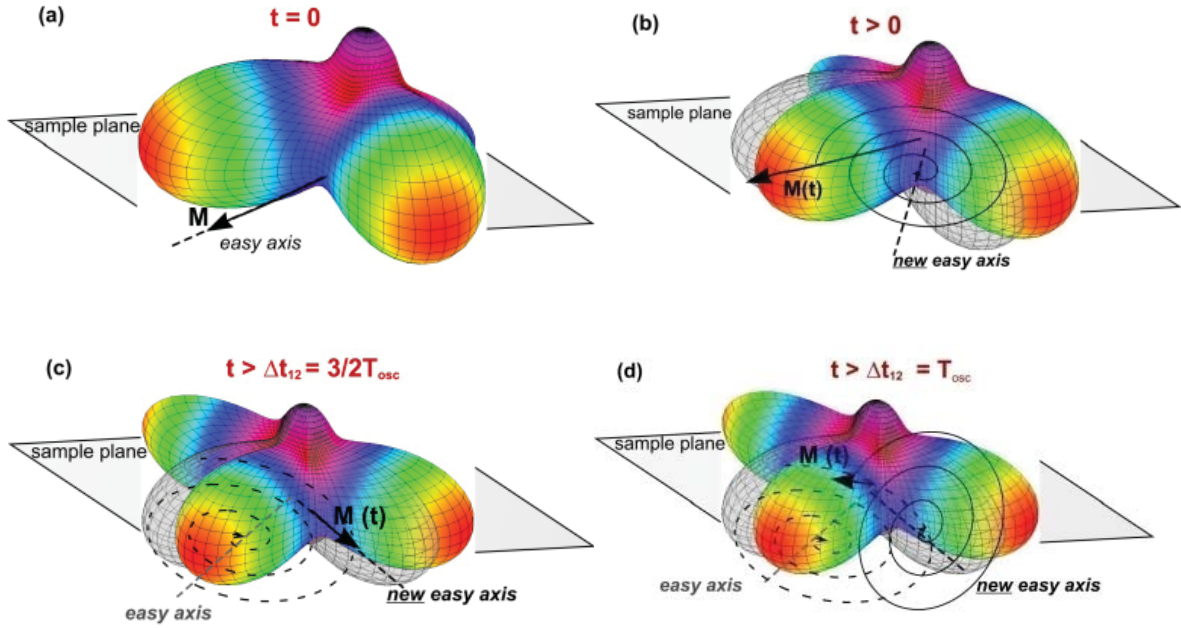 (a)
t = 0
sample plane
M
easy axis
(b)
t > 0
sample plane
M(t)
new easy axis
(c)
t > Δt₁₂ = 3/2Tₒₛc
sample plane
M (t)
easy axis
new easy axis
(d)
t > Δt₁₂ = Tₒₛc
sample plane
M (t)
easy axis
new easy axis